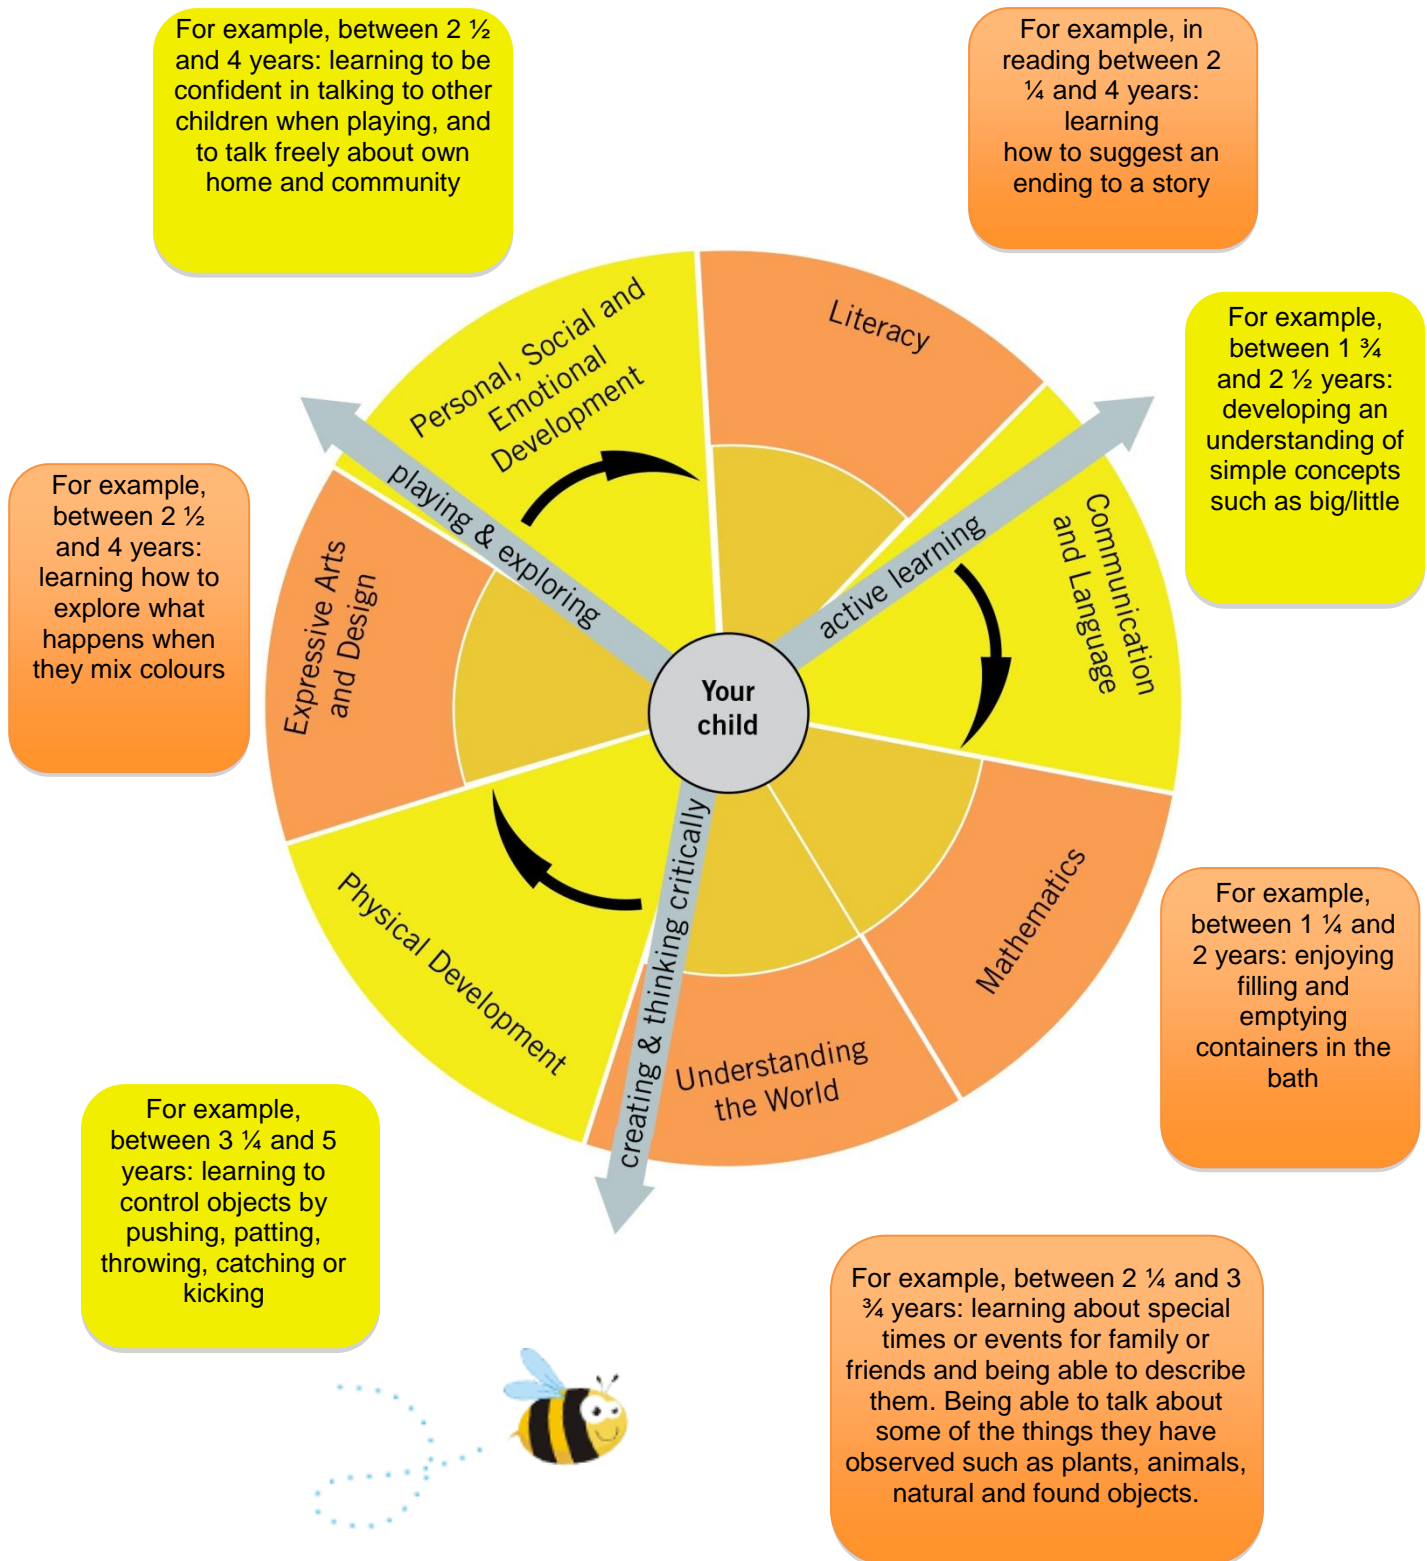 For example, between 2 ½
and 4 years: learning to be
confident in talking to other
children when playing, and
to talk freely about own
home and community
For example, in
reading between 2
¼ and 4 years:
learning
how to suggest an
ending to a story
For example,
between 1 ¾
and 2 ½ years:
developing an
understanding of
simple concepts
such as big/little
For example,
between 2 ½
and 4 years:
learning how to
explore what
happens when
they mix colours
Personal, Social and
Emotional
Development
Literacy
Communication
and Language
playing & exploring
active learning
Expressive Arts
and Design
Your
child
Physical Development
creating & thinking critically
Mathematics
Understanding
the World
For example,
between 1 ¼ and
2 years: enjoying
filling and
emptying
containers in the
bath
For example,
between 3 ¼ and 5
years: learning to
control objects by
pushing, patting,
throwing, catching or
kicking
For example, between 2 ¼ and 3
¾ years: learning about special
times or events for family or
friends and being able to describe
them. Being able to talk about
some of the things they have
observed such as plants, animals,
natural and found objects.